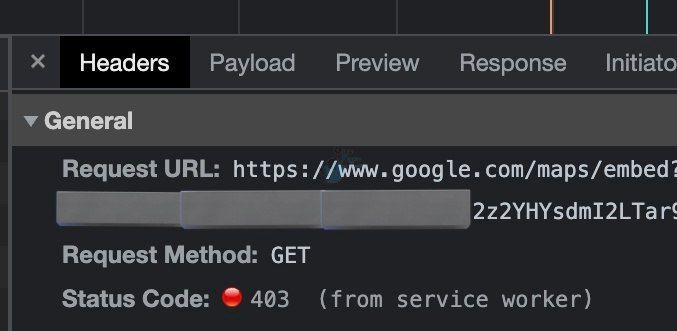 × Headers Payload Preview Response Initiato
▼ General
Request URL: https://www.google.com/maps/embed?
2z2YHYsdmI2LTar9
Request Method: GET
Status Code: 403 (from service worker)